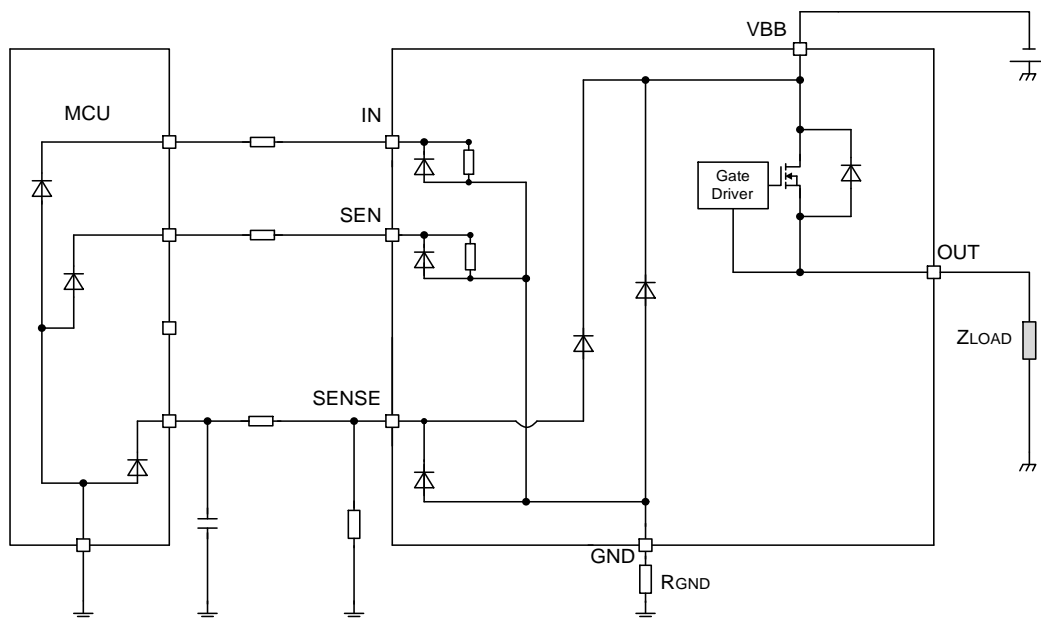 VBB
MCU
IN
Gate
Driver
SEN
OUT
ZLOAD
SENSE
GND
RGND